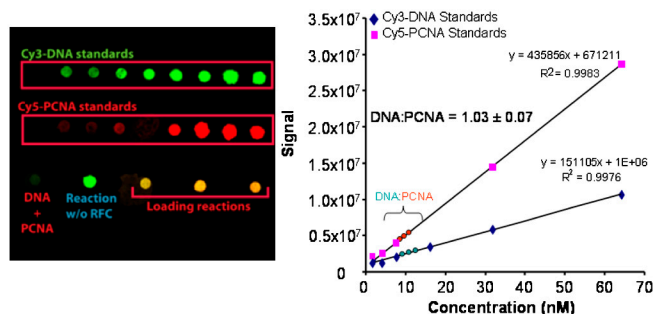 Cy3-DNA standards
Cy5-PCNA standards
DNA
+
PCNA
Reaction
w/o RFC
Loading reactions
3.5x10⁷
3.0x10⁷
2.5x10⁷
2.0x10⁷
1.5x10⁷
1.0x10⁷
0.5x10⁷
0
Signal
Cy3-DNA Standards
Cy5-PCNA Standards
y = 435856x + 671211
R² = 0.9983
DNA:PCNA = 1.03 ± 0.07
y = 151105x + 1E+06
R² = 0.9976
DNA:PCNA
0 10 20 30 40 50 60 70
Concentration (nM)